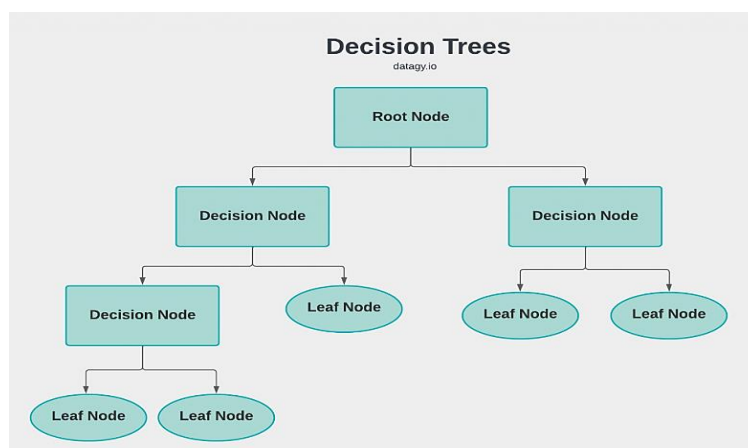 Decision Trees
datagy.io
Root Node
Decision Node
Decision Node
Decision Node
Leaf Node
Leaf Node
Leaf Node
Leaf Node
Leaf Node